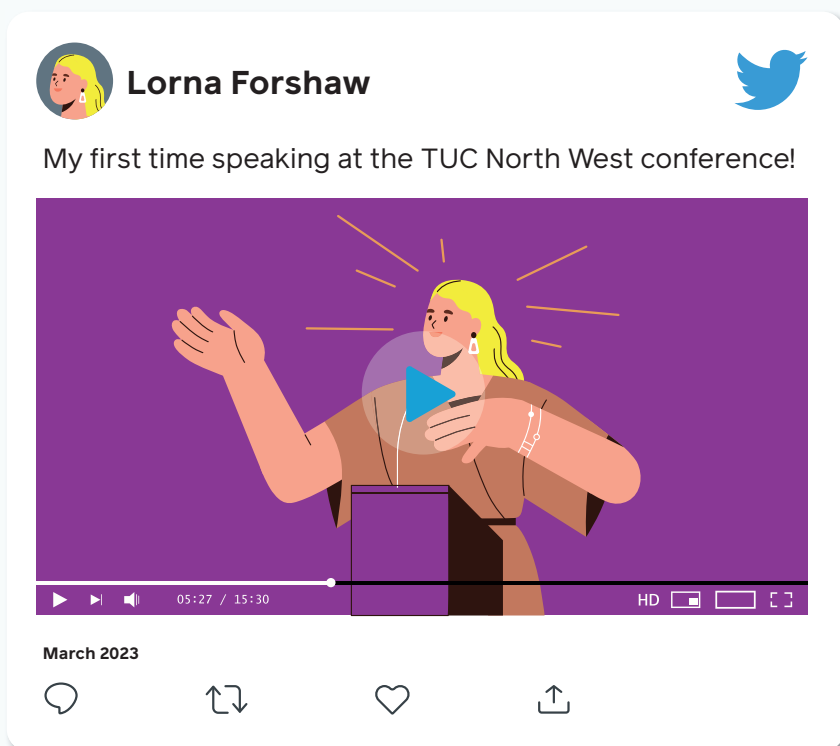 Lorna Forshaw
My first time speaking at the TUC North West conference!
05:27 / 15:30
HD
March 2023